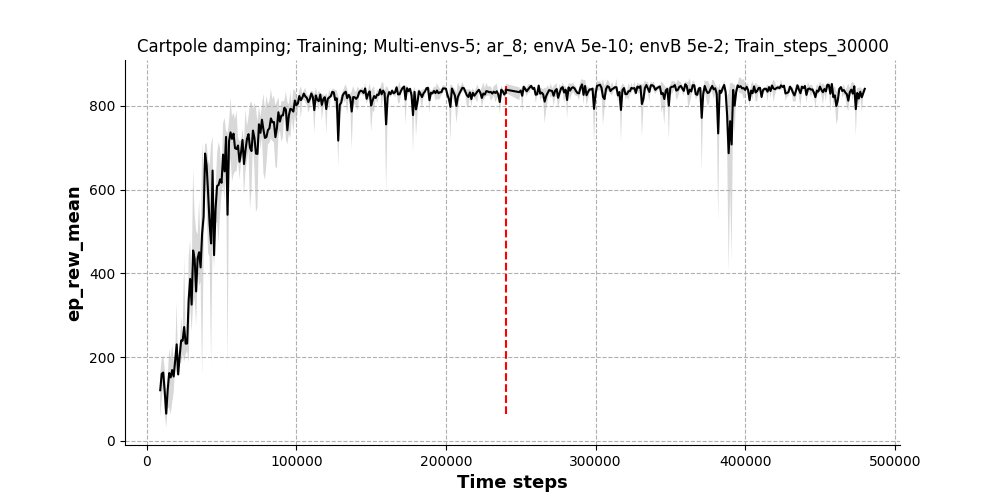 Cartpole damping; Training; Multi-envs-5; ar_8; envA 5e-10; envB 5e-2; Train_steps_30000
ep_rew_mean
800
600
400
200
0
0 100000 200000 300000 400000 500000
Time steps